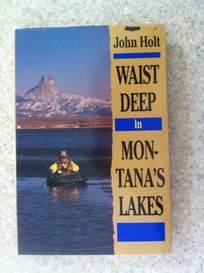 John Holt
WAIST
DEEP
in
MON-
TANA'S
LAKES